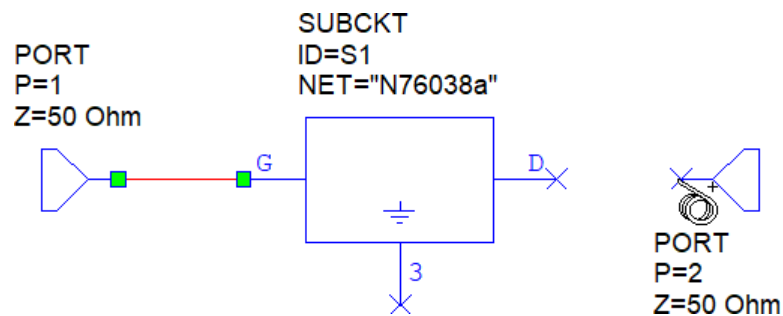 SUBCKT
ID=S1
NET="N76038a"
PORT
P=1
Z=50 Ohm
G
D
3
PORT
P=2
Z=50 Ohm